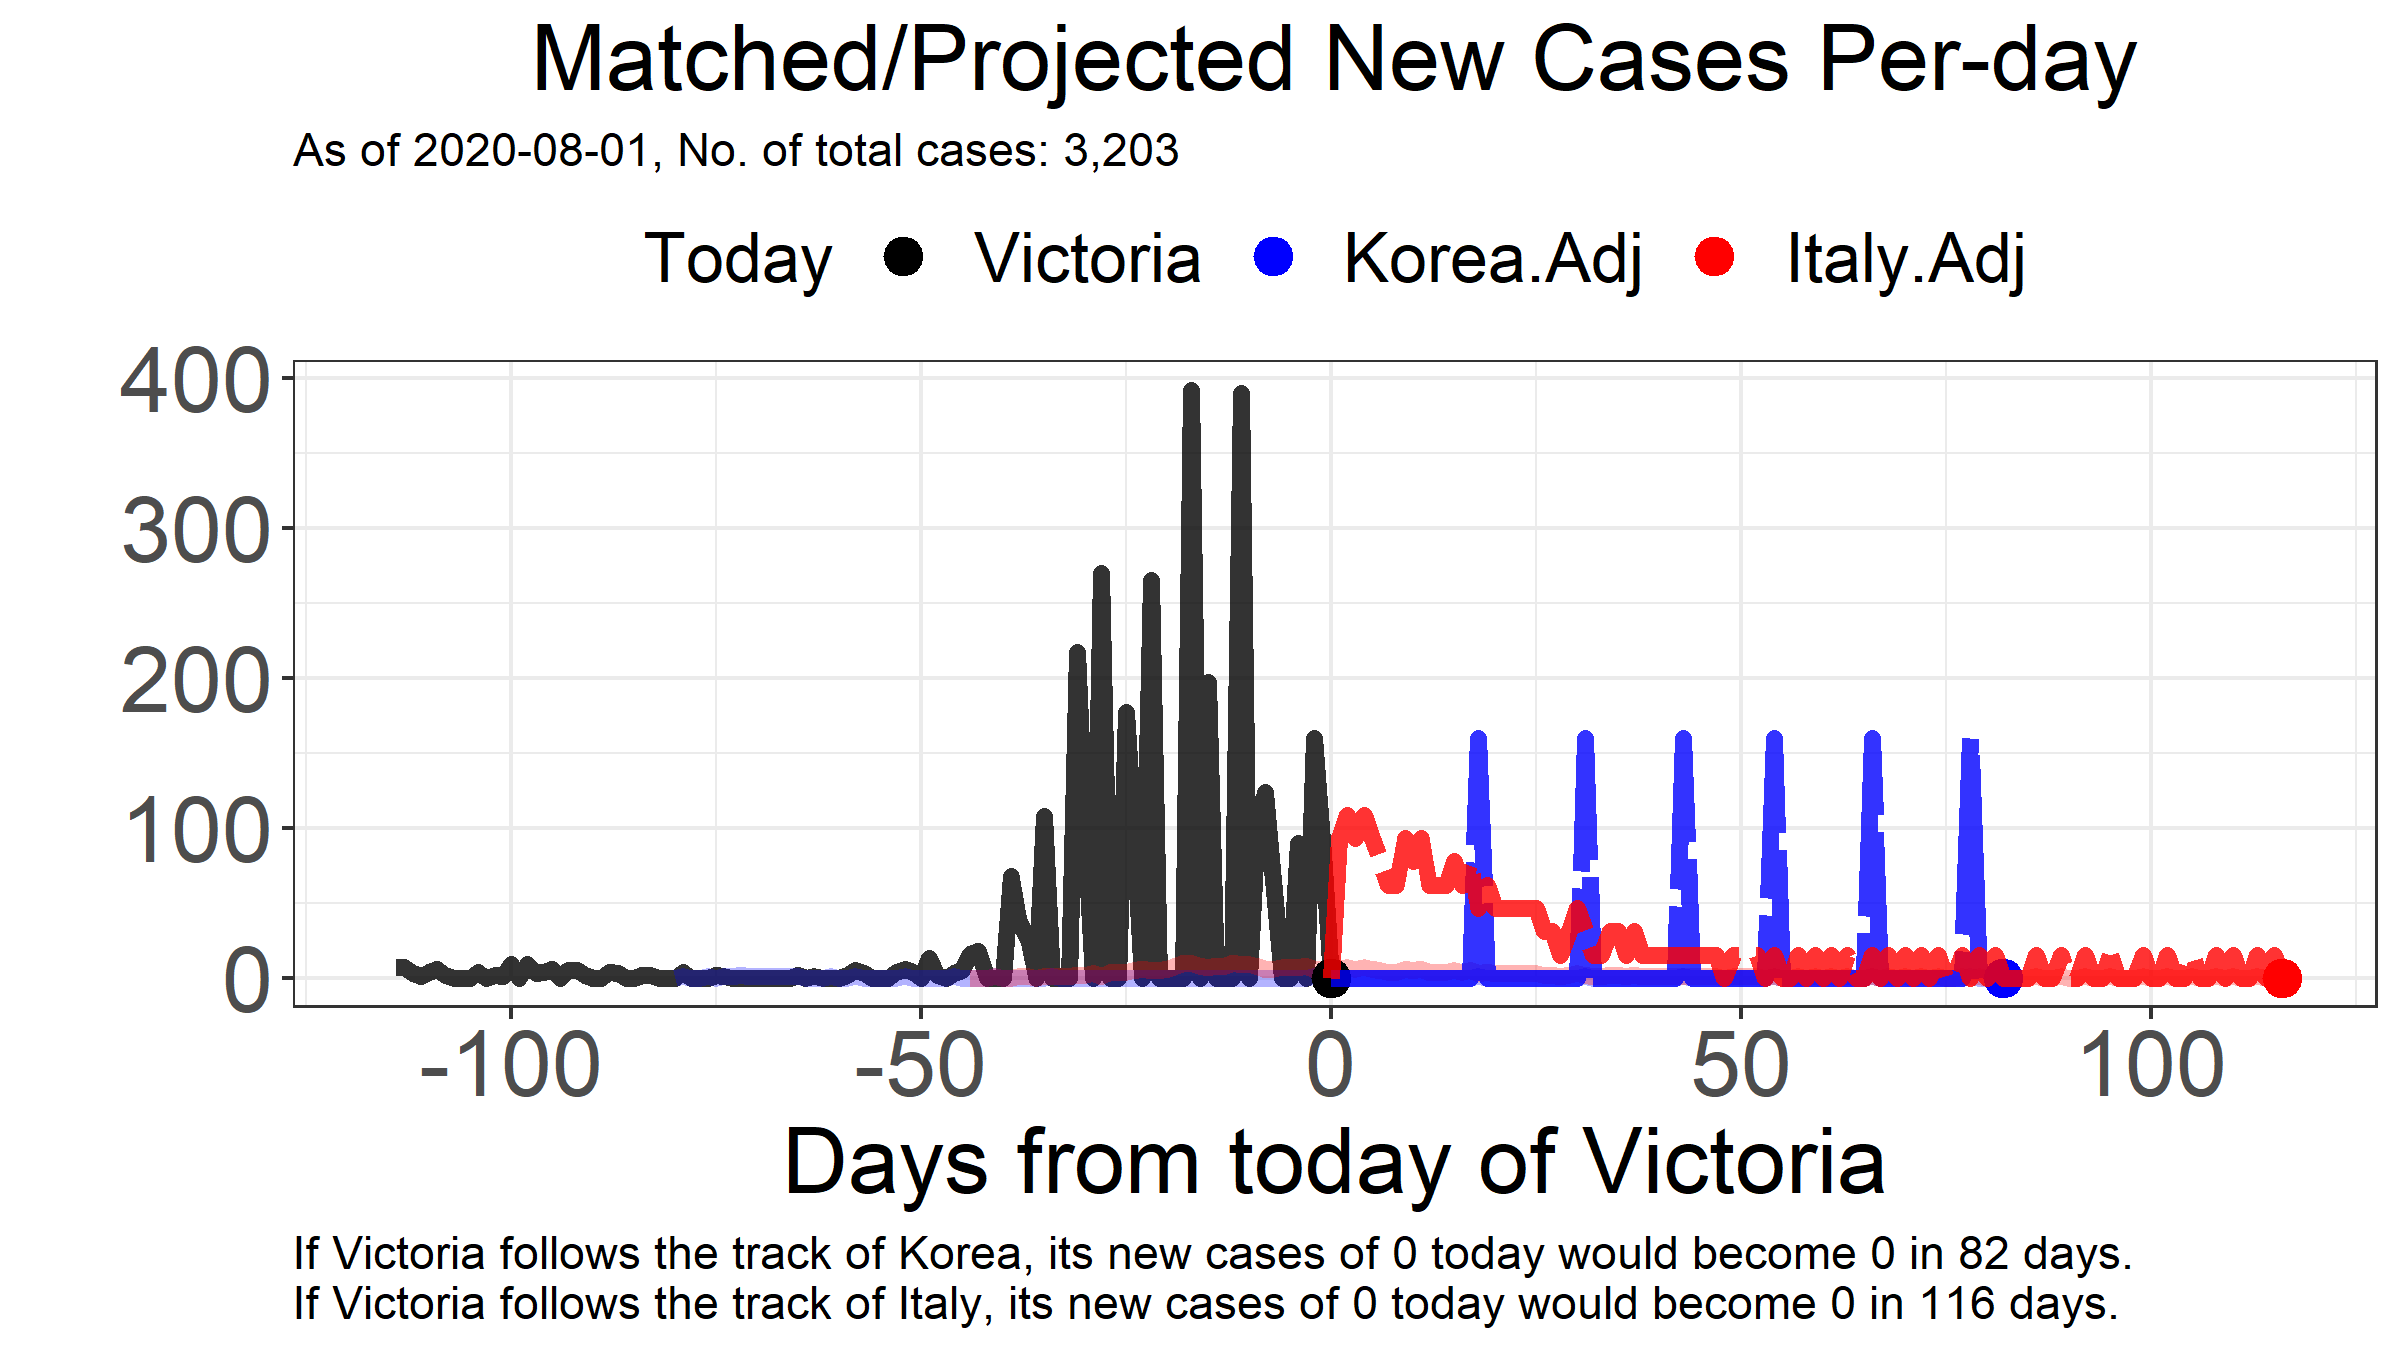 Matched/Projected New Cases Per-day
As of 2020-08-01, No. of total cases: 3,203
Today Victoria Korea.Adj Italy.Adj
400
300
200
100
0
-100 -50 0 50 100
Days from today of Victoria
If Victoria follows the track of Korea, its new cases of 0 today would become 0 in 82 days.
If Victoria follows the track of Italy, its new cases of 0 today would become 0 in 116 days.